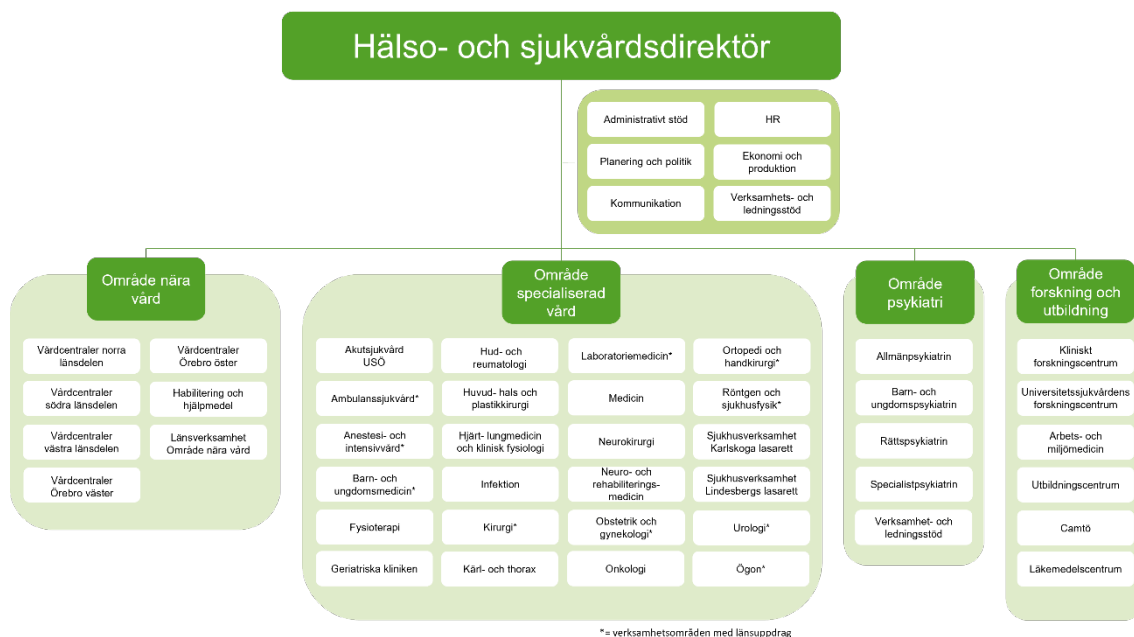 Hälso- och sjukvårdsdirektör
Administrativt stöd
HR
Planering och politik
Ekonomi och
produktion
Kommunikation
Verksamhets- och
ledningsstöd
Område nära
vård
Vårdcentraler norra
länsdelen
Vårdcentraler
Örebro öster
Vårdcentraler
södra länsdelen
Habilitering och
hjälpmedel
Vårdcentraler
västra länsdelen
Länsverksamhet
Område nära vård
Vårdcentraler
Örebro väster
Område
specialiserad
vård
Akutsjukvård
USÖ
Hud- och
reumatologi
Laboratoriemedicin*
Ortopedi och
handkirurgi*
Ambulanssjukvård*
Huvud- hals och
plastikkirurgi
Medicin
Röntgen och
sjukhusfysik*
Anestesi- och
intensivvård*
Hjärt- lungmedicin
och klinisk fysiologi
Neurokirurgi
Sjukhusverksamhet
Karlskoga lasarett
Barn- och
ungdomsmedicin*
Infektion
Neuro- och
rehabiliterings-
medicin
Sjukhusverksamhet
Lindesbergs lasarett
Fysioterapi
Kirurgi*
Obstetrik och
gynekologi*
Urologi*
Geriatriska kliniken
Kärl- och thorax
Onkologi
Ögon*
Område
psykiatri
Allmänpsykiatrin
Barn- och
ungdomspsykiatrin
Rättspsykiatrin
Specialistpsykiatrin
Verksamhet- och
ledningsstöd
Område
forskning och
utbildning
Kliniskt
forskningscentrum
Universitetssjukvårdens
forskningscentrum
Arbets- och
miljömedicin
Utbildningscentrum
Camtö
Läkemedelscentrum
*= verksamhetsområden med länsuppdrag